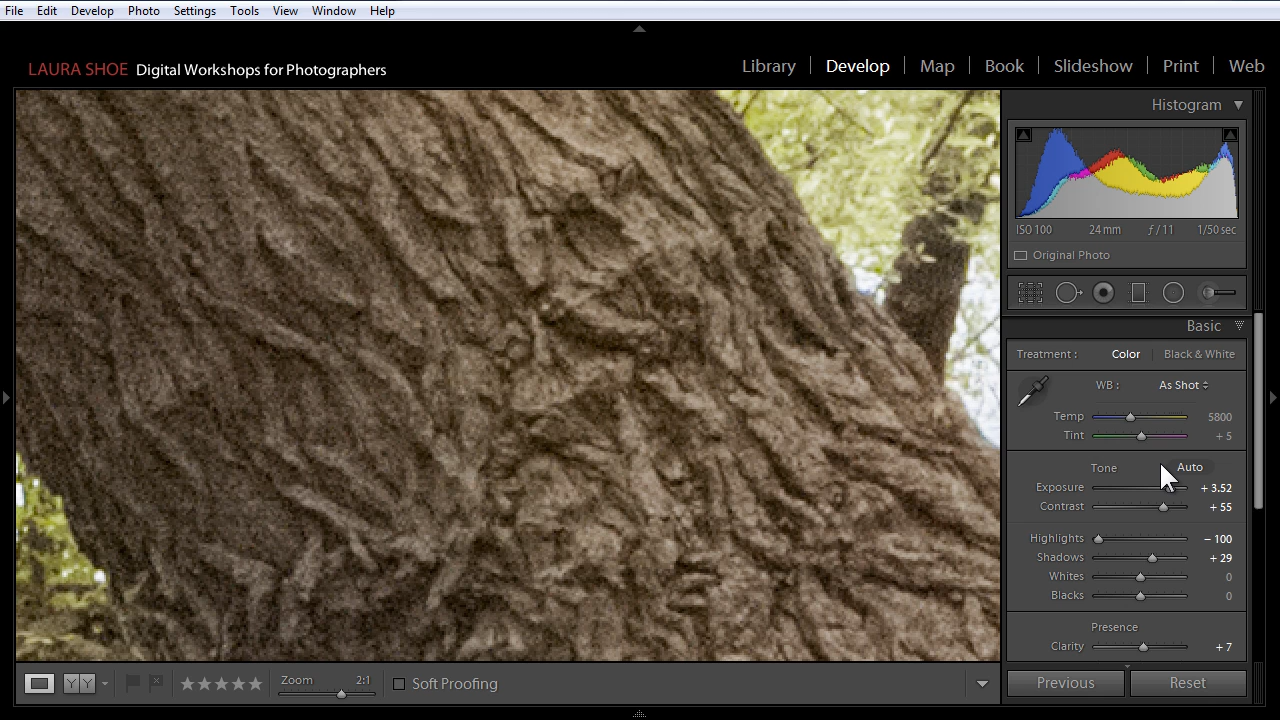 File Edit Develop Photo Settings Tools View Window Help
LAURA SHOE Digital Workshops for Photographers
Library | Develop | Map | Book | Slideshow | Print | Web
Histogram
ISO 100 24 mm ƒ / 11 1/50 sec
Original Photo
Basic
Treatment : Color Black & White
WB : As Shot
Temp 5800
Tint + 5
Tone Auto
Exposure + 3.52
Contrast + 55
Highlights − 100
Shadows + 29
Whites 0
Blacks 0
Presence
Clarity + 7
YY Zoom 2:1 Soft Proofing
Previous Reset